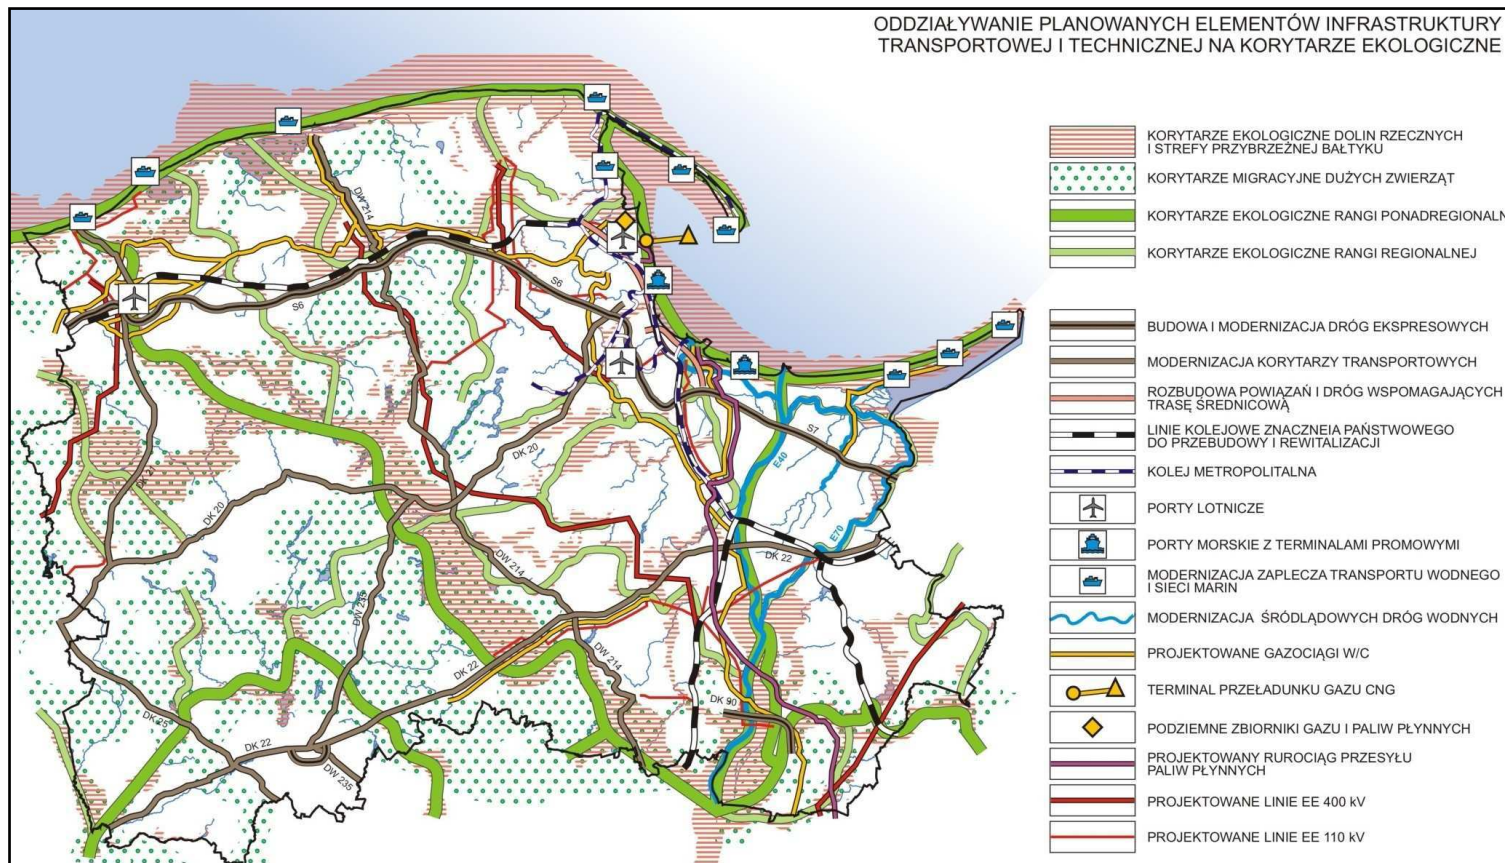 ODDZIAŁYWANIE PLANOWANYCH ELEMENTÓW INFRASTRUKTURY
TRANSPORTOWEJ I TECHNICZNEJ NA KORYTARZE EKOLOGICZNE
KORYTARZE EKOLOGICZNE DOLIN RZECZNYCH
I STREFY PRZYBRZEŻNEJ BAŁTYKU
KORYTARZE MIGRACYJNE DUŻYCH ZWIERZĄT
KORYTARZE EKOLOGICZNE RANGI PONADREGIONALN
KORYTARZE EKOLOGICZNE RANGI REGIONALNEJ
BUDOWA I MODERNIZACJA DRÓG EKSPRESOWYCH
MODERNIZACJA KORYTARZY TRANSPORTOWYCH
ROZBUDOWA POWIĄZAŃ I DRÓG WSPOMAGAJĄCYCH
TRASĘ ŚREDNICOWĄ
LINIE KOLEJOWE ZNACZNEIA PAŃSTWOWEGO
DO PRZEBUDOWY I REWITALIZACJI
KOLEJ METROPOLITALNA
PORTY LOTNICZE
PORTY MORSKIE Z TERMINALAMI PROMOWYMI
MODERNIZACJA ZAPLECZA TRANSPORTU WODNEGO
I SIECI MARIN
MODERNIZACJA ŚRÓDLĄDOWYCH DRÓG WODNYCH
PROJEKTOWANE GAZOCIĄGI W/C
TERMINAL PRZEŁADUNKU GAZU CNG
PODZIEMNE ZBIORNIKI GAZU I PALIW PŁYNNYCH
PROJEKTOWANY RUROCIĄG PRZESYŁU
PALIW PŁYNNYCH
PROJEKTOWANE LINIE EE 400 kV
PROJEKTOWANE LINIE EE 110 kV
DK 214
S6
S6
DK 21
DK 20
DK 20
S7
E40
E70
DK 22
DW 214
DW 235
DW 214
DK 22
DK 90
DK 25
DK 22
DW 235